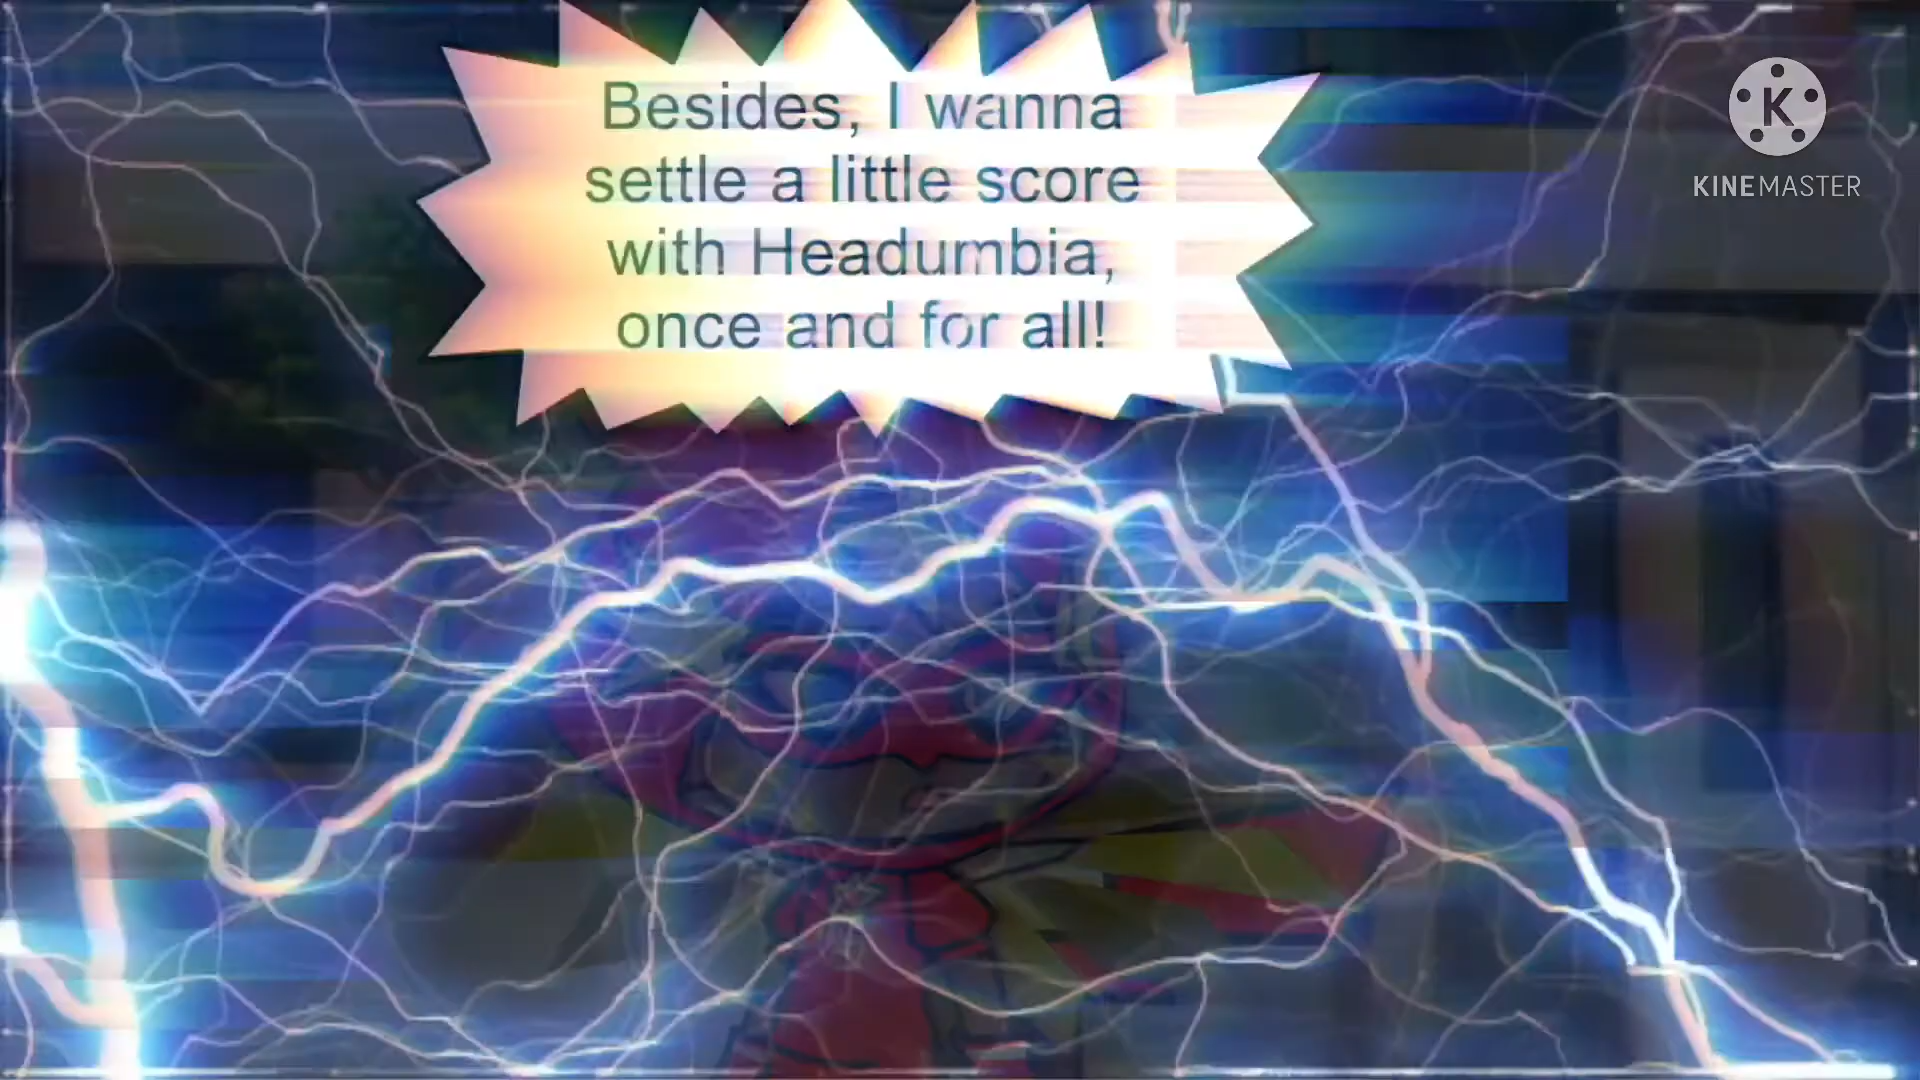 Besides, I wanna
settle a little score
with Headumbia,
once and for all!
K
KINEMASTER